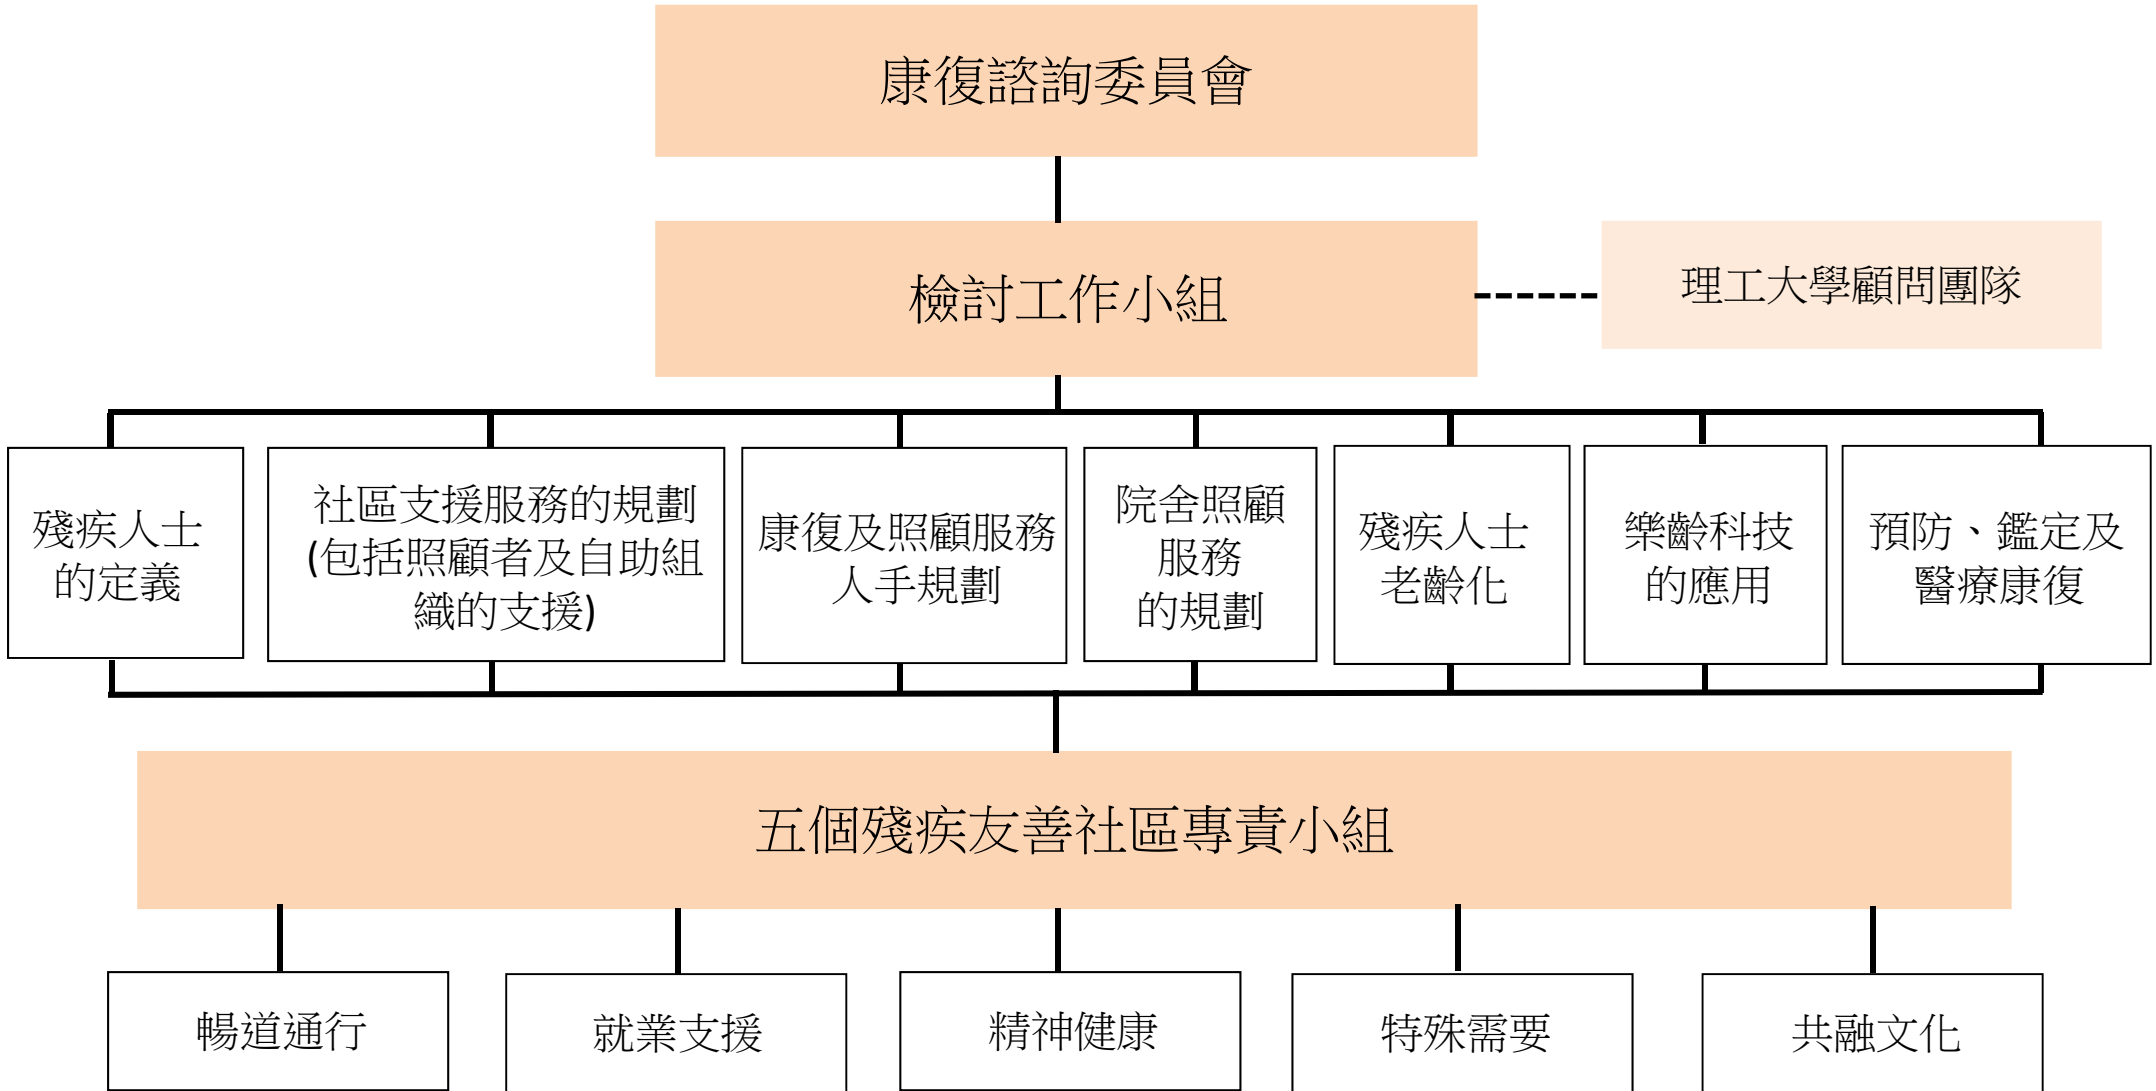 康復諮詢委員會
檢討工作小組
理工大學顧問團隊
殘疾人士
的定義
社區支援服務的規劃
(包括照顧者及自助組
織的支援)
康復及照顧服務
人手規劃
院舍照顧
服務
的規劃
殘疾人士
老齡化
樂齡科技
的應用
預防、鑑定及
醫療康復
五個殘疾友善社區專責小組
暢道通行
就業支援
精神健康
特殊需要
共融文化